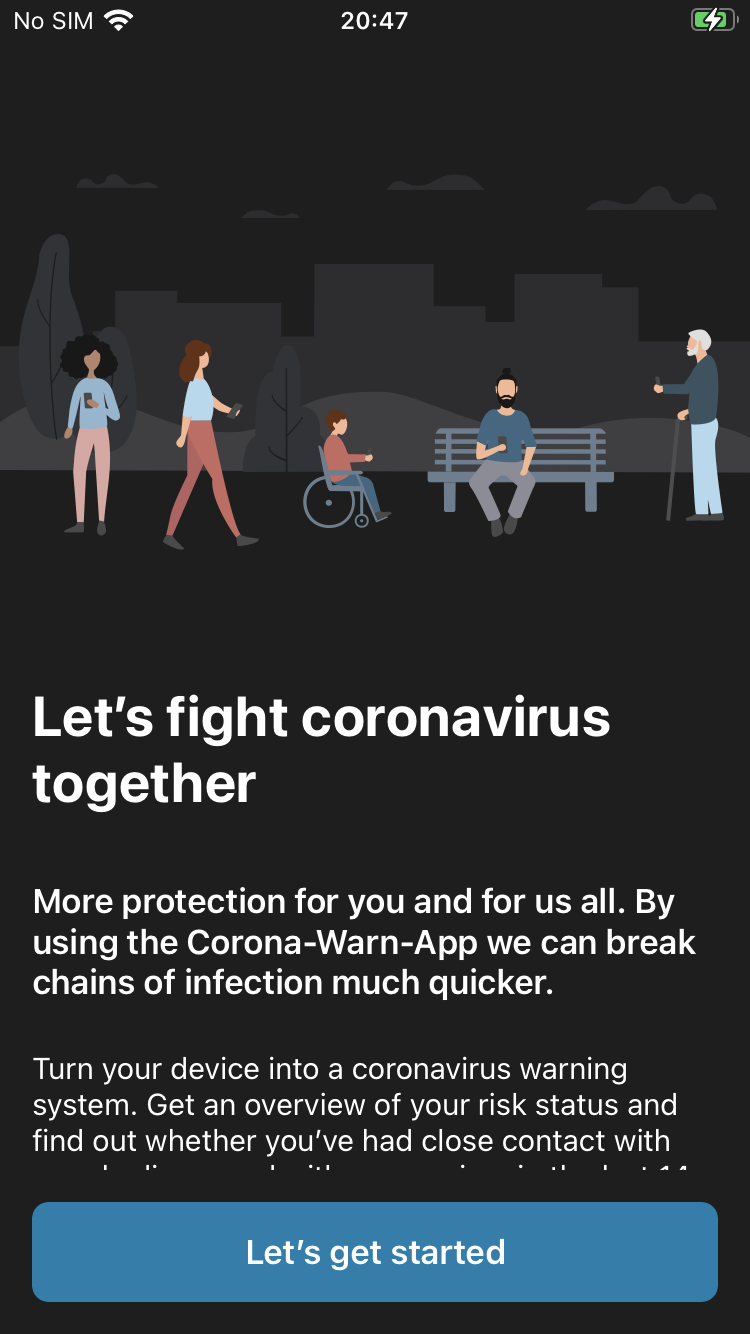 No SIM
20:47
Let's fight coronavirus
together
More protection for you and for us all. By
using the Corona-Warn-App we can break
chains of infection much quicker.
Turn your device into a coronavirus warning
system. Get an overview of your risk status and
find out whether you've had close contact with
Let's get started